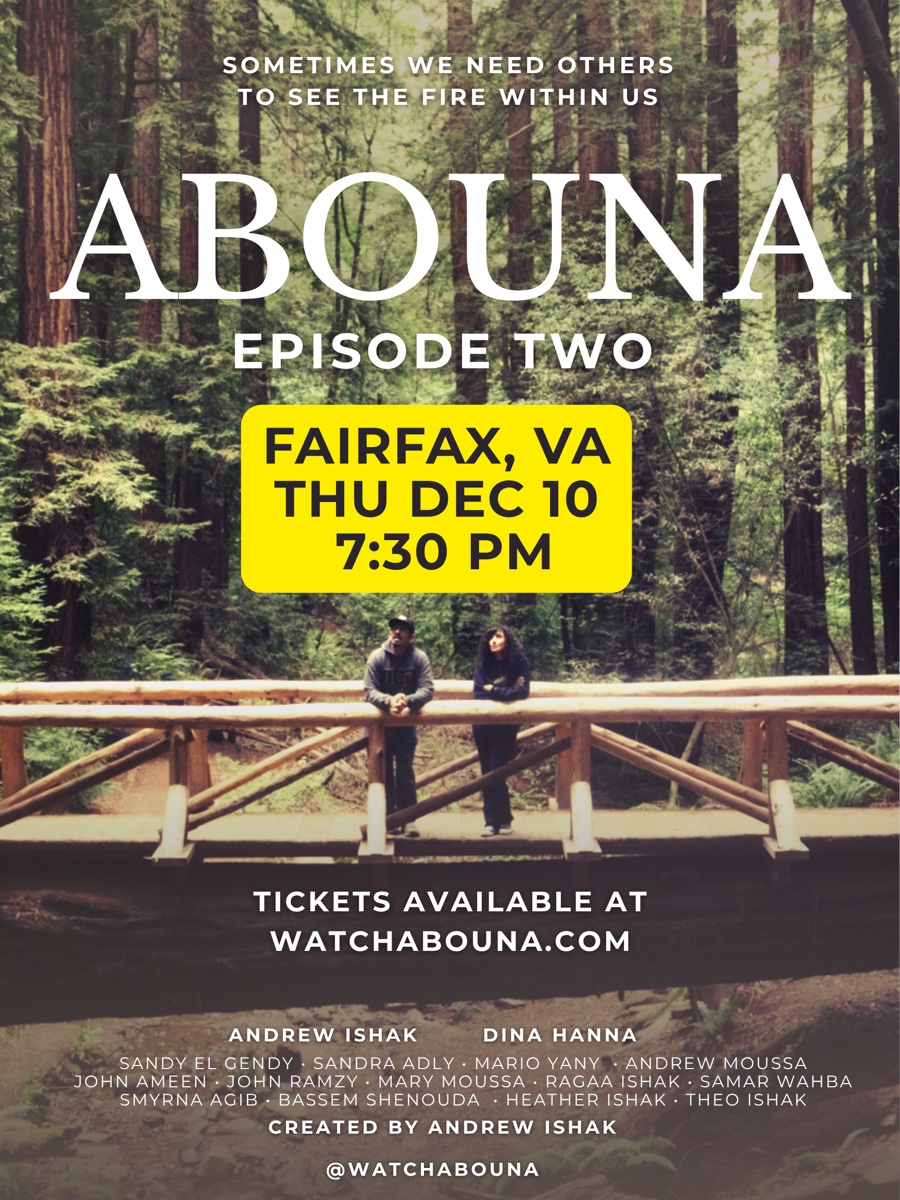 SOMETIMES WE NEED OTHERS
TO SEE THE FIRE WITHIN US
ABOUNA
EPISODE TWO
FAIRFAX, VA
THU DEC 10
7:30 PM
TICKETS AVAILABLE AT
WATCHABOUNA.COM
ANDREW ISHAK DINA HANNA
SANDY EL GENDY · SANDRA ADLY · MARIO YANY · ANDREW MOUSSA
JOHN AMEEN · JOHN RAMZY · MARY MOUSSA · RAGAA ISHAK · SAMAR WAHBA
SMYRNA AGIB · BASSEM SHENOUDA · HEATHER ISHAK · THEO ISHAK
CREATED BY ANDREW ISHAK
@WATCHABOUNA